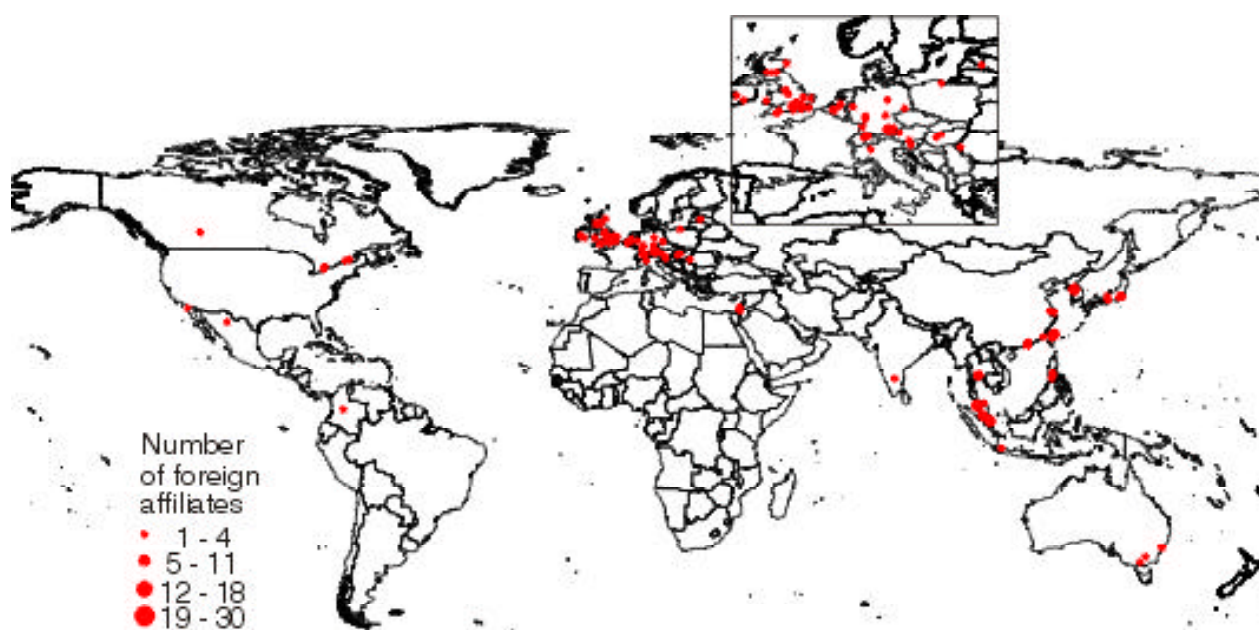 Number
of foreign
affiliates
1 - 4
5 - 11
12 - 18
19 - 30